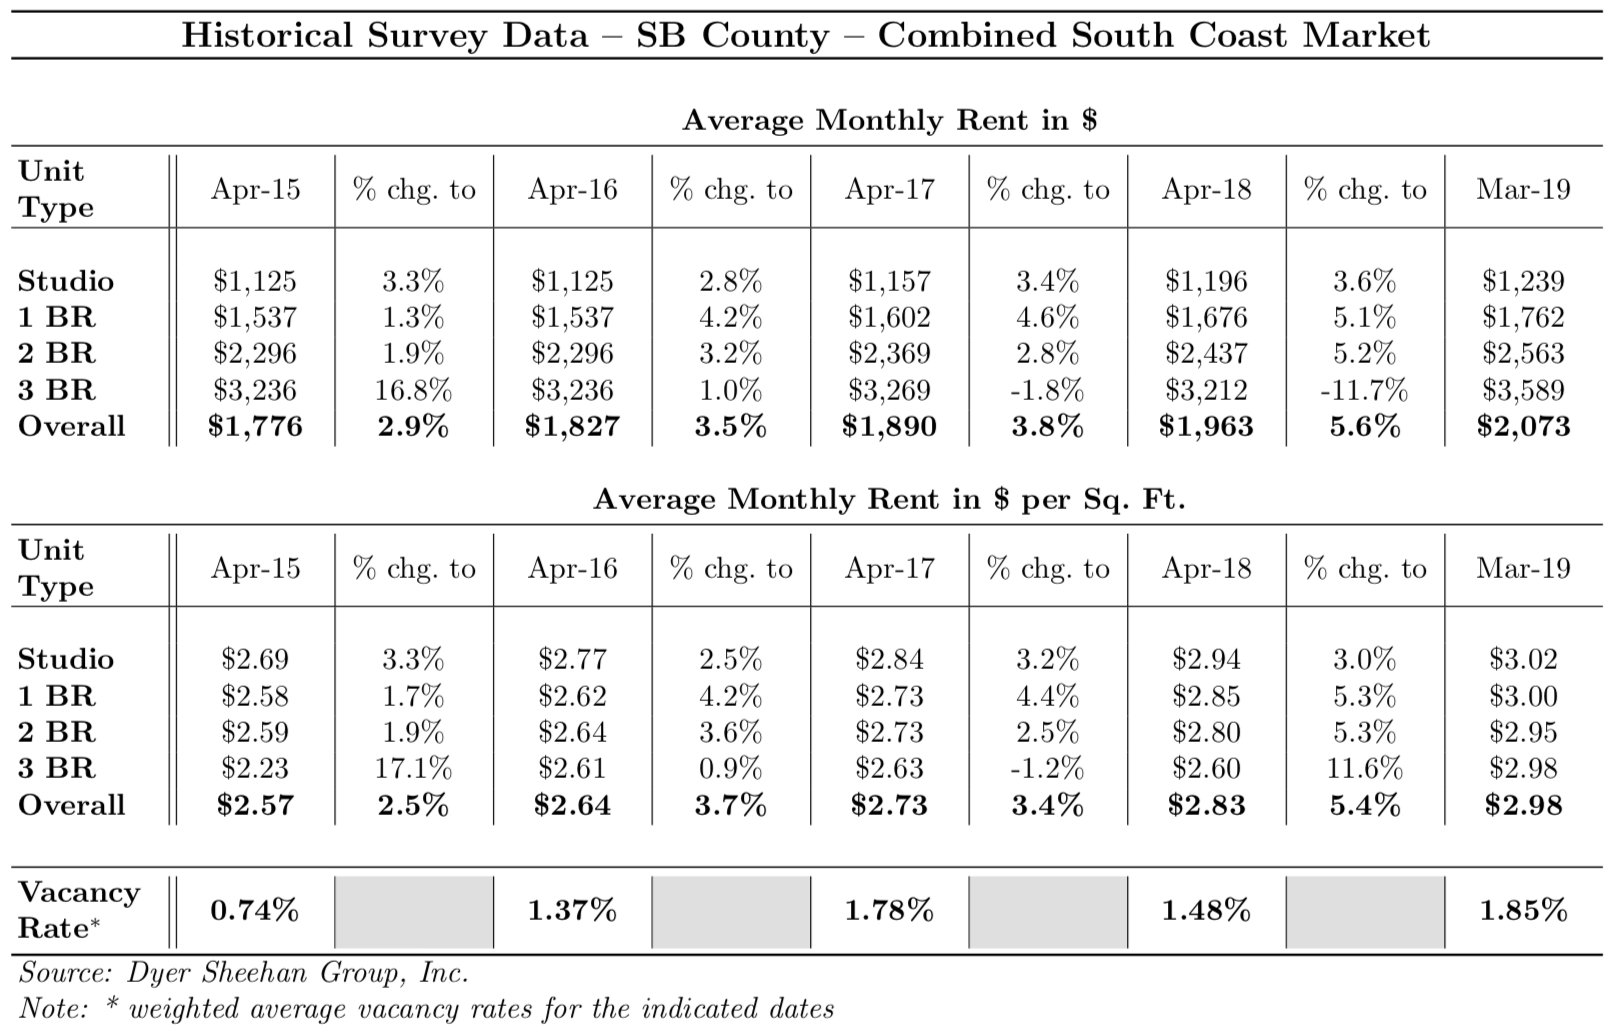 Historical Survey Data – SB County – Combined South Coast Market
Average Monthly Rent in $
Unit Type Apr-15 % chg. to Apr-16 % chg. to Apr-17 % chg. to Apr-18 % chg. to Mar-19
Studio $1,125 3.3% $1,125 2.8% $1,157 3.4% $1,196 3.6% $1,239
1 BR $1,537 1.3% $1,537 4.2% $1,602 4.6% $1,676 5.1% $1,762
2 BR $2,296 1.9% $2,296 3.2% $2,369 2.8% $2,437 5.2% $2,563
3 BR $3,236 16.8% $3,236 1.0% $3,269 -1.8% $3,212 -11.7% $3,589
Overall $1,776 2.9% $1,827 3.5% $1,890 3.8% $1,963 5.6% $2,073
Average Monthly Rent in $ per Sq. Ft.
Unit Type Apr-15 % chg. to Apr-16 % chg. to Apr-17 % chg. to Apr-18 % chg. to Mar-19
Studio $2.69 3.3% $2.77 2.5% $2.84 3.2% $2.94 3.0% $3.02
1 BR $2.58 1.7% $2.62 4.2% $2.73 4.4% $2.85 5.3% $3.00
2 BR $2.59 1.9% $2.64 3.6% $2.73 2.5% $2.80 5.3% $2.95
3 BR $2.23 17.1% $2.61 0.9% $2.63 -1.2% $2.60 11.6% $2.98
Overall $2.57 2.5% $2.64 3.7% $2.73 3.4% $2.83 5.4% $2.98
Vacancy Rate* 0.74% 1.37% 1.78% 1.48% 1.85%
Source: Dyer Sheehan Group, Inc.
Note: * weighted average vacancy rates for the indicated dates